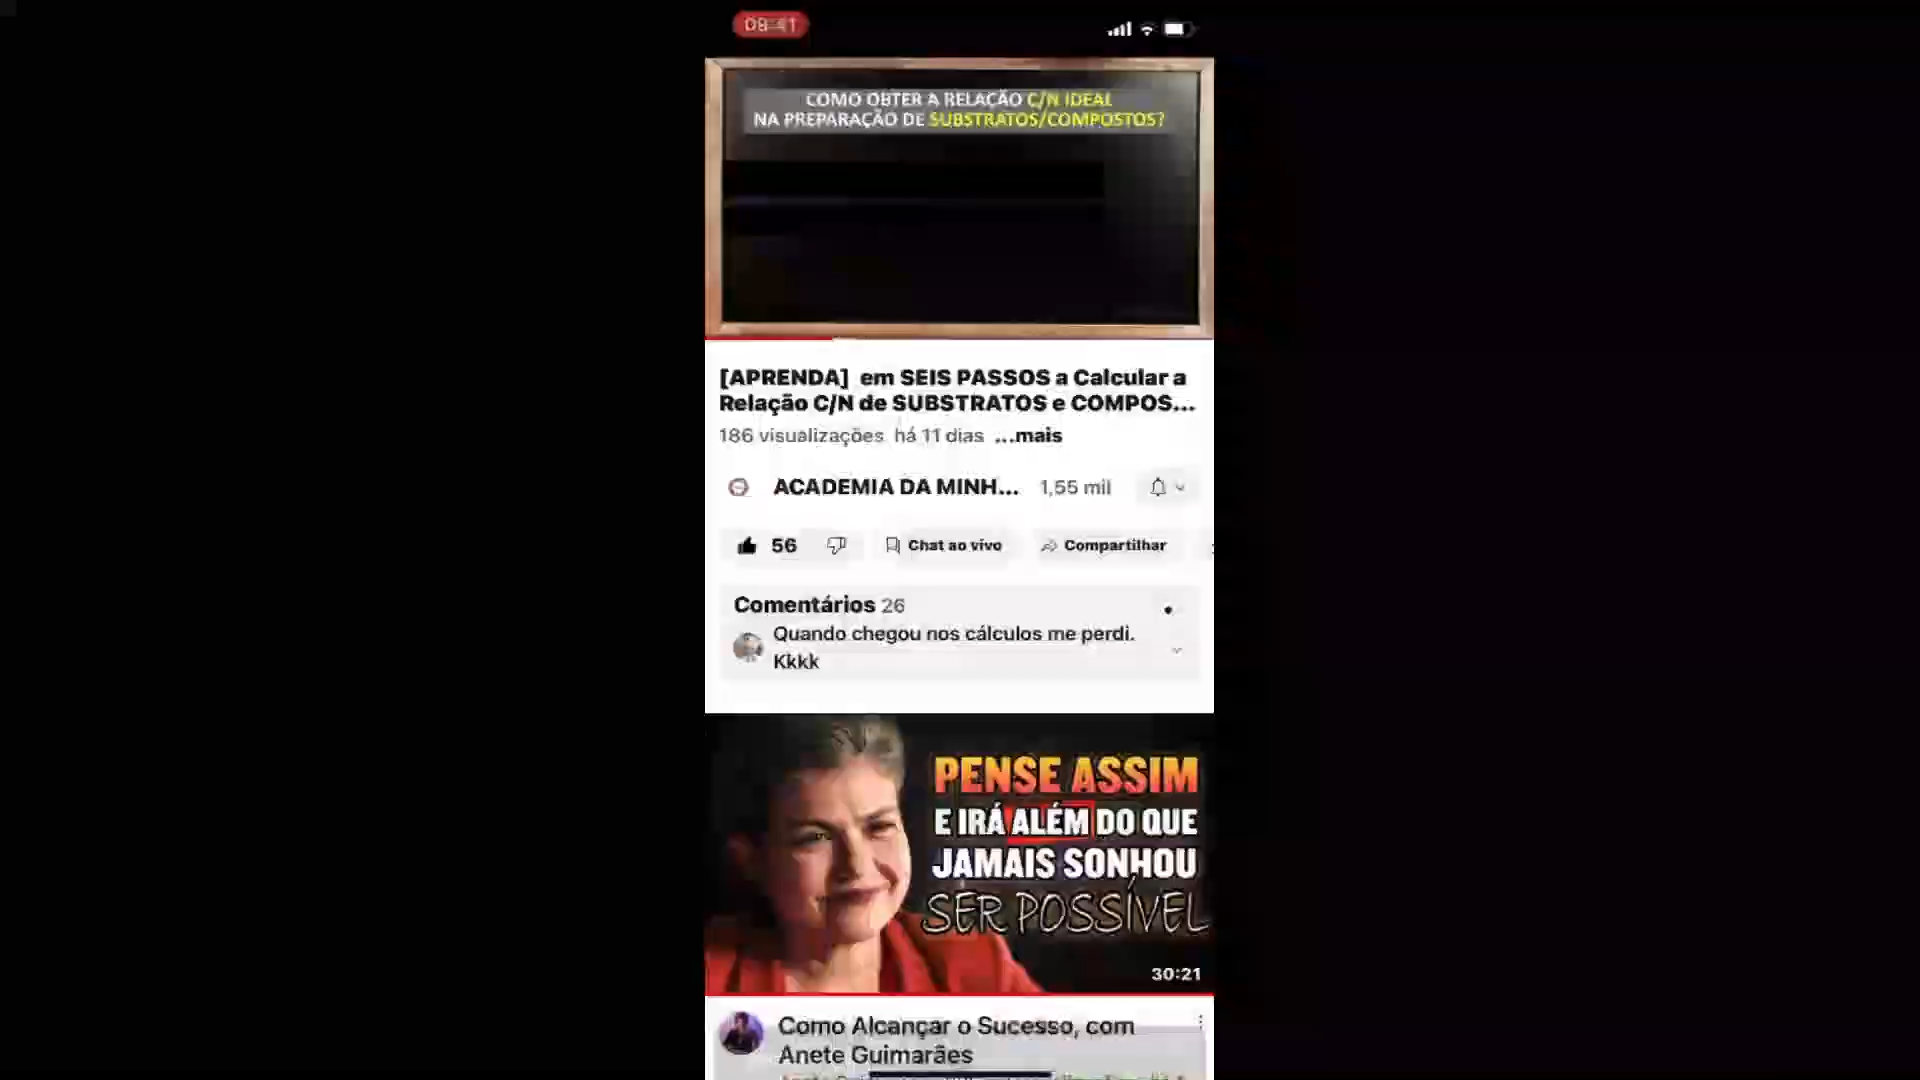 COMO OBTER A RELAÇÃO C/N IDEAL
NA PREPARAÇÃO DE SUBSTRATOS/COMPOSTOS?
[APRENDA] em SEIS PASSOS a Calcular a
Relação C/N de SUBSTRATOS e COMPOS...
186 visualizações há 11 dias ...mais
ACADEMIA DA MINH... 1,55 mil
56 Chat ao vivo Compartilhar
Comentários 26
Quando chegou nos cálculos me perdi.
Kkkk
PENSE ASSIM
E IRÁ ALÉM DO QUE
JAMAIS SONHOU
SER POSSÍVEL
30:21
Como Alcançar o Sucesso, com
Anete Guimarães